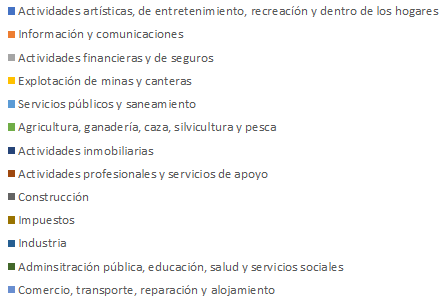 Actividades artísticas, de entretenimiento, recreación y dentro de los hogares
Información y comunicaciones
Actividades financieras y de seguros
Explotación de minas y canteras
Servicios públicos y saneamiento
Agricultura, ganadería, caza, silvicultura y pesca
Actividades inmobiliarias
Actividades profesionales y servicios de apoyo
Construcción
Impuestos
Industria
Adminsitración pública, educación, salud y servicios sociales
Comercio, transporte, reparación y alojamiento